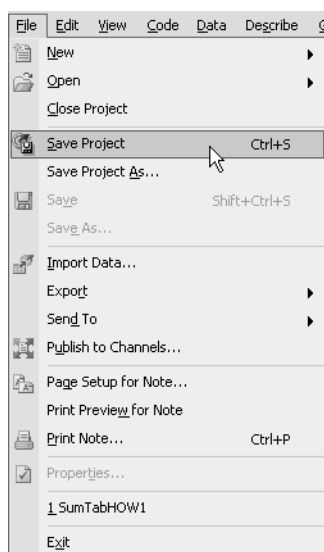 File Edit View Code Data Describe
New
Open
Close Project
Save Project Ctrl+S
Save Project As...
Save Shift+Ctrl+S
Save As...
Import Data...
Export
Send To
Publish to Channels...
Page Setup for Note...
Print Preview for Note
Print Note... Ctrl+P
Properties...
1 SumTabHOW1
Exit